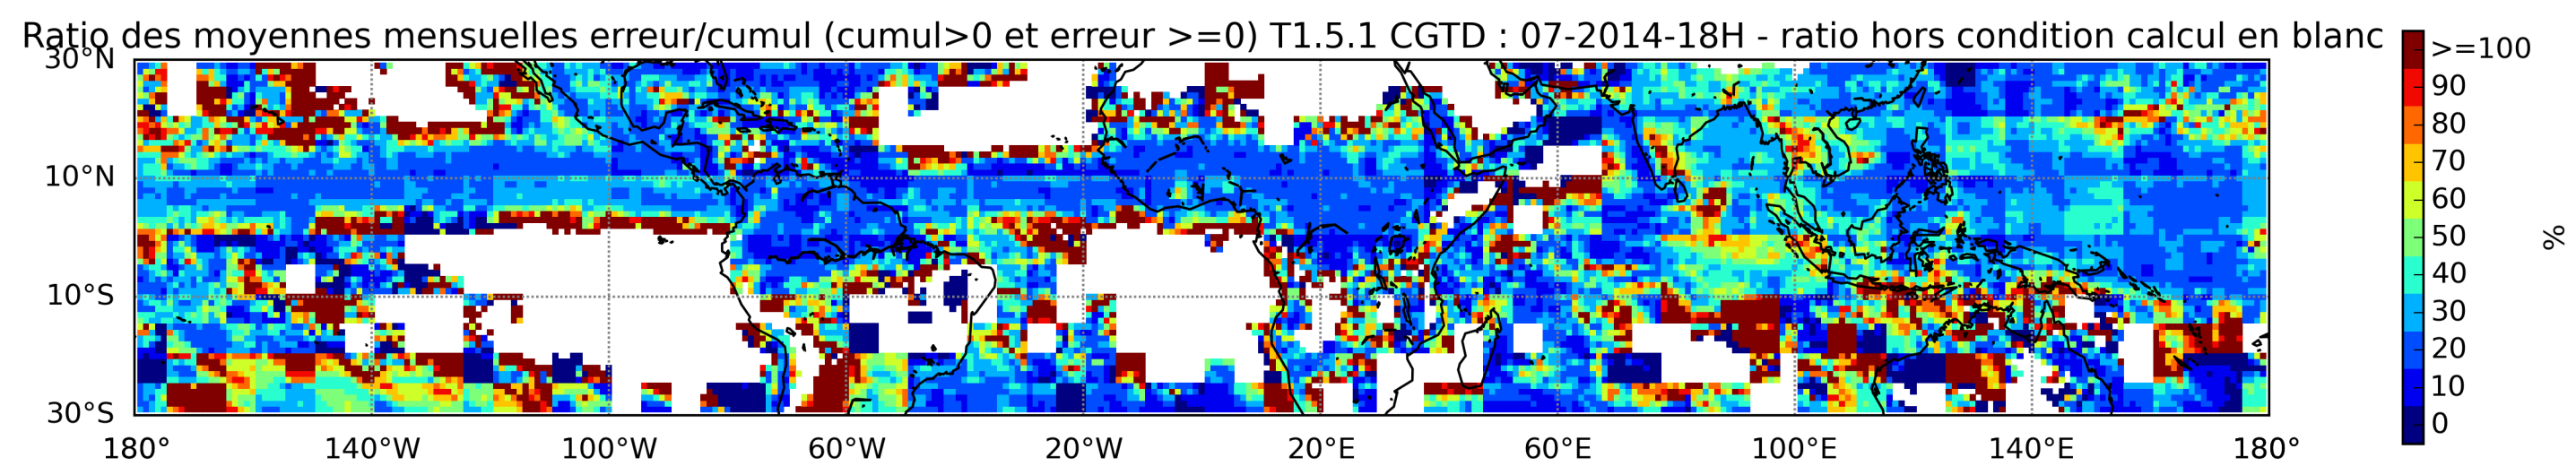 Ratio des moyennes mensuelles erreur/cumul (cumul>0 et erreur >=0) T1.5.1 CGTD : 07-2014-18H - ratio hors condition calcul en blanc
30°N
10°N
10°S
30°S
180°
140°W
100°W
60°W
20°W
20°E
60°E
100°E
140°E
180°
>=100
90
80
70
60
50
40
30
20
10
0
%